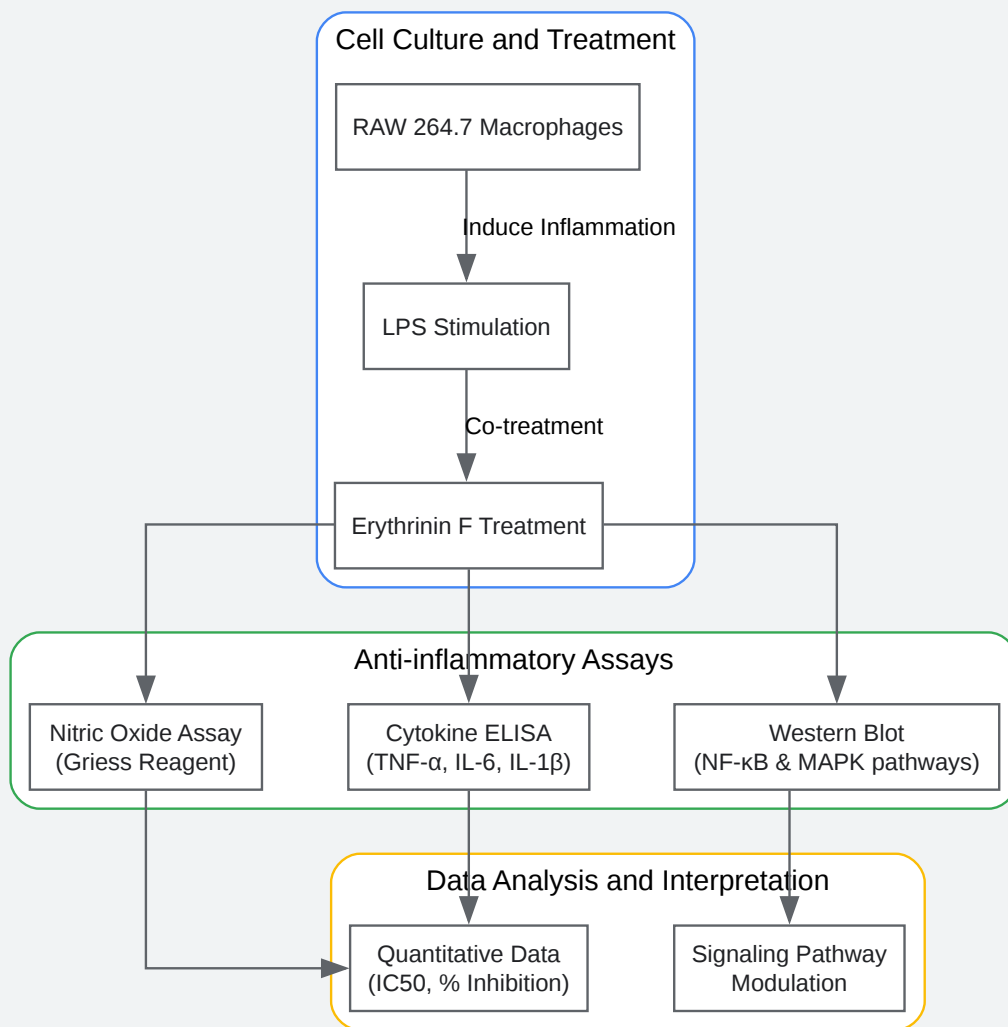 Cell Culture and Treatment
RAW 264.7 Macrophages
Induce Inflammation
LPS Stimulation
Co-treatment
Erythrinin F Treatment
Anti-inflammatory Assays
Nitric Oxide Assay
(Griess Reagent)
Cytokine ELISA
(TNF-α, IL-6, IL-1β)
Western Blot
(NF-κB & MAPK pathways)
Data Analysis and Interpretation
Quantitative Data
(IC50, % Inhibition)
Signaling Pathway
Modulation